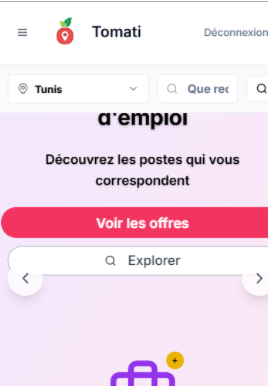 Tomati
Déconnexion
Tunis
Que rec
d'emploi
Découvrez les postes qui vous
correspondent
Voir les offres
Explorer
+